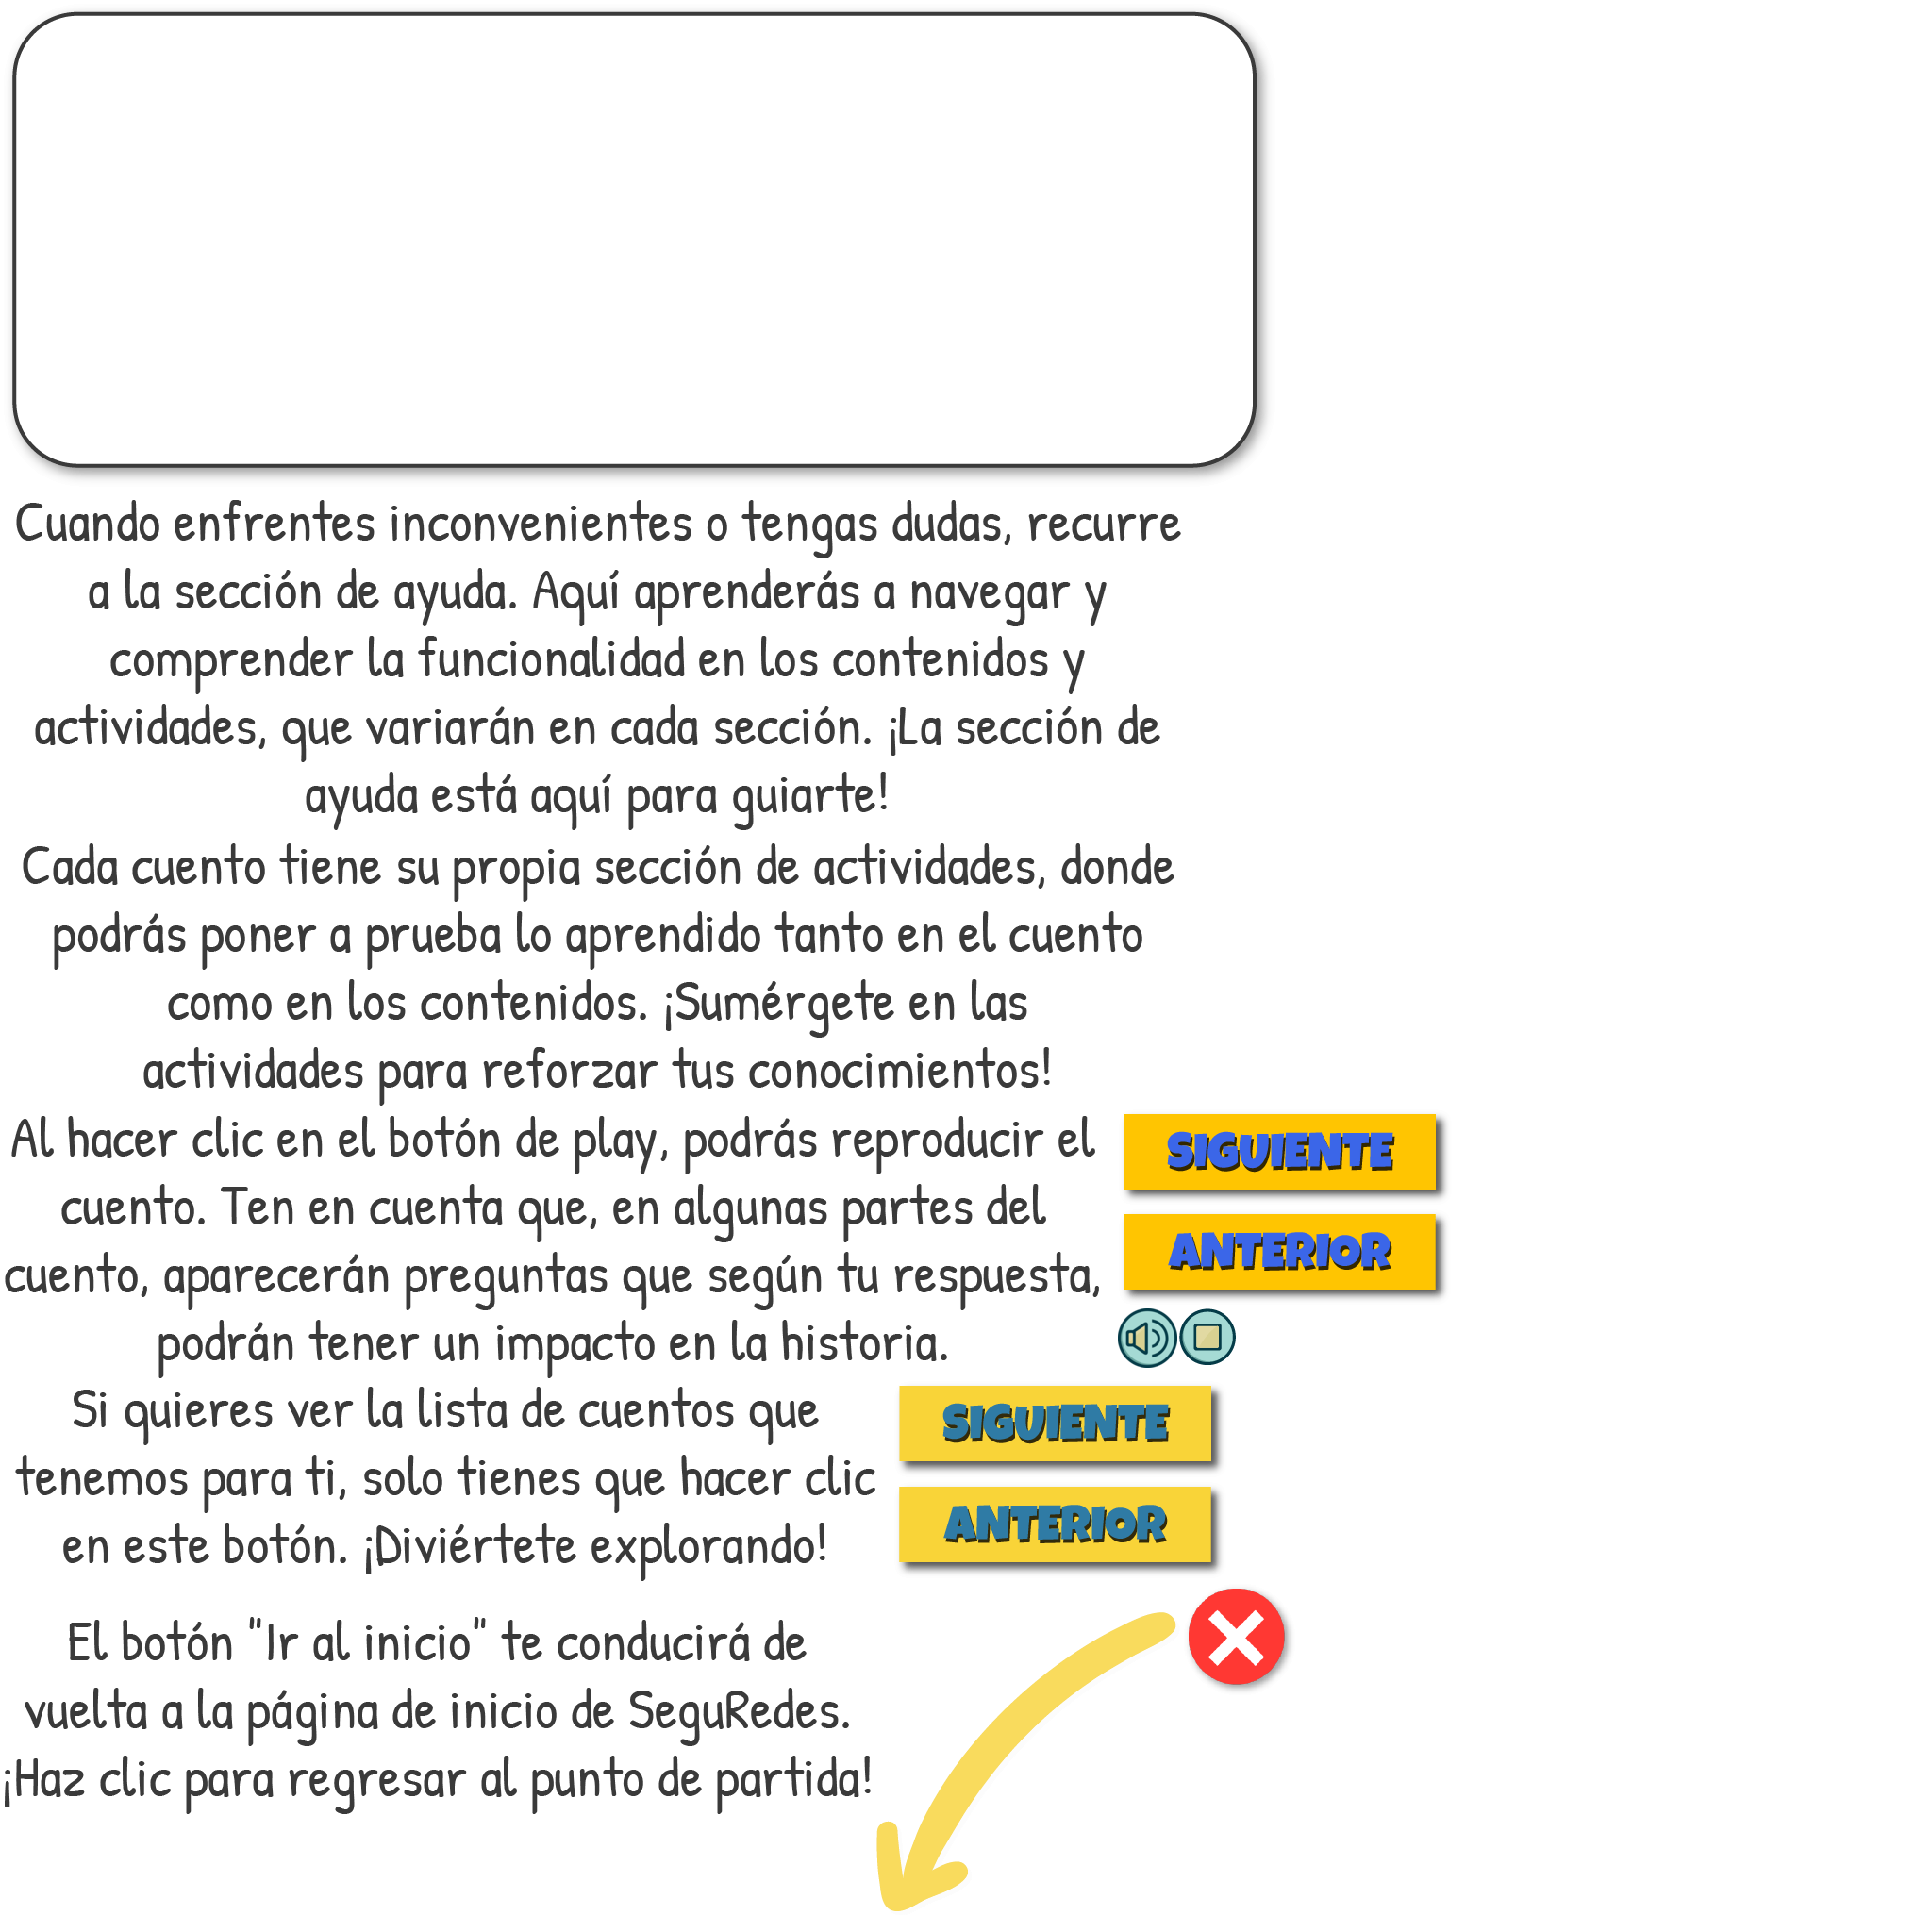 Cuando enfrentes inconvenientes o tengas dudas, recurre
a la sección de ayuda. Aquí aprenderás a navegar y
comprender la funcionalidad en los contenidos y
actividades, que variarán en cada sección. ¡La sección de
ayuda está aquí para guiarte!
Cada cuento tiene su propia sección de actividades, donde
podrás poner a prueba lo aprendido tanto en el cuento
como en los contenidos. ¡Sumérgete en las
actividades para reforzar tus conocimientos!
Al hacer clic en el botón de play, podrás reproducir el
cuento. Ten en cuenta que, en algunas partes del
cuento, aparecerán preguntas que según tu respuesta,
podrán tener un impacto en la historia.
SIGUIENTE
ANTERIOR
Si quieres ver la lista de cuentos que
tenemos para ti, solo tienes que hacer clic
en este botón. ¡Diviértete explorando!
SIGUIENTE
ANTERIOR
El botón "Ir al inicio" te conducirá de
vuelta a la página de inicio de SeguRedes.
¡Haz clic para regresar al punto de partida!